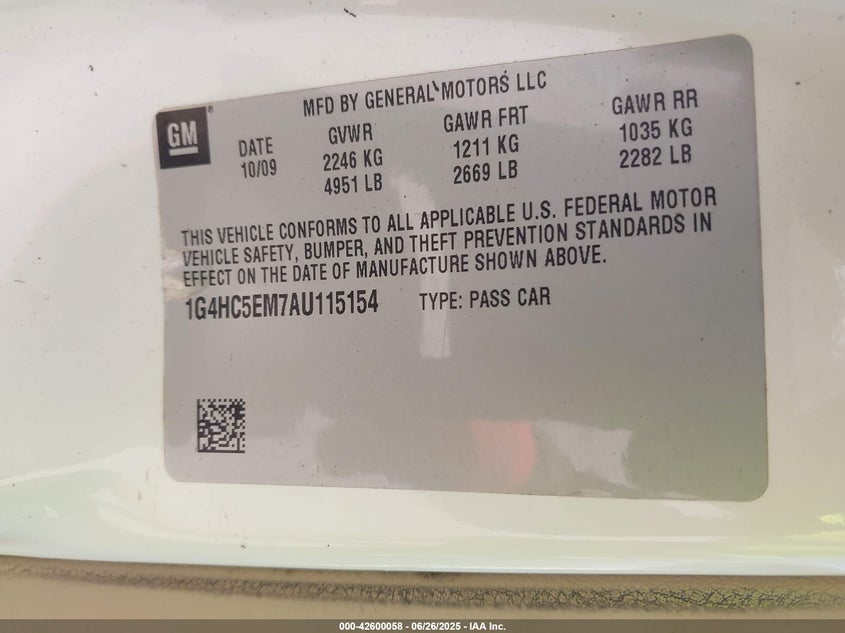 MFD BY GENERAL MOTORS LLC
GM®
DATE GVWR GAWR FRT GAWR RR
10/09 2246 KG 1211 KG 1035 KG
4951 LB 2669 LB 2282 LB
THIS VEHICLE CONFORMS TO ALL APPLICABLE U.S. FEDERAL MOTOR
VEHICLE SAFETY, BUMPER, AND THEFT PREVENTION STANDARDS IN
EFFECT ON THE DATE OF MANUFACTURE SHOWN ABOVE.
1G4HC5EM7AU115154 TYPE: PASS CAR
000-42600058 - 06/26/2025 - IAA Inc.